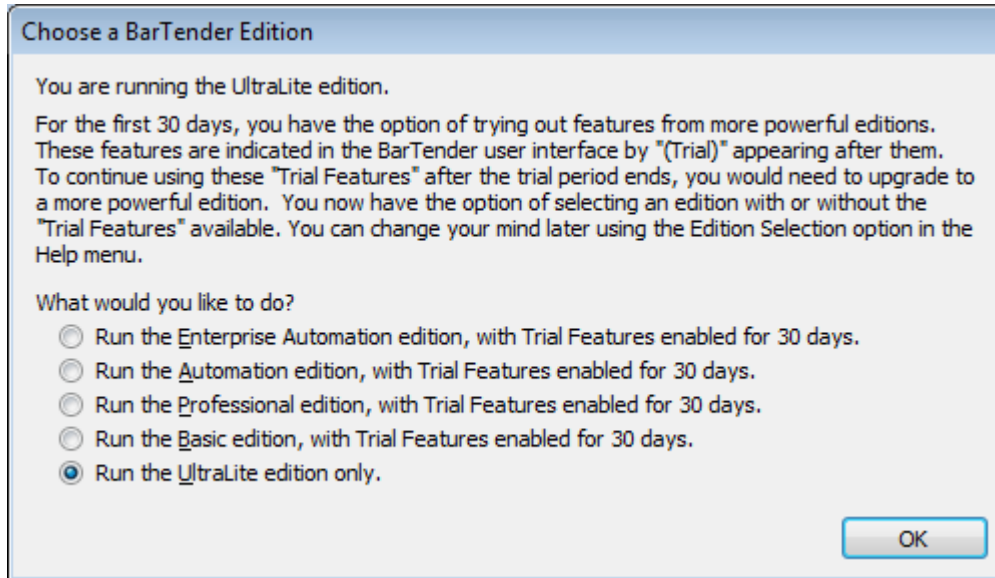 Choose a BarTender Edition
You are running the UltraLite edition.
For the first 30 days, you have the option of trying out features from more powerful editions.
These features are indicated in the BarTender user interface by "(Trial)" appearing after them.
To continue using these "Trial Features" after the trial period ends, you would need to upgrade to
a more powerful edition.  You now have the option of selecting an edition with or without the
"Trial Features" available. You can change your mind later using the Edition Selection option in the
Help menu.
What would you like to do?
Run the Enterprise Automation edition, with Trial Features enabled for 30 days.
Run the Automation edition, with Trial Features enabled for 30 days.
Run the Professional edition, with Trial Features enabled for 30 days.
Run the Basic edition, with Trial Features enabled for 30 days.
Run the UltraLite edition only.
OK